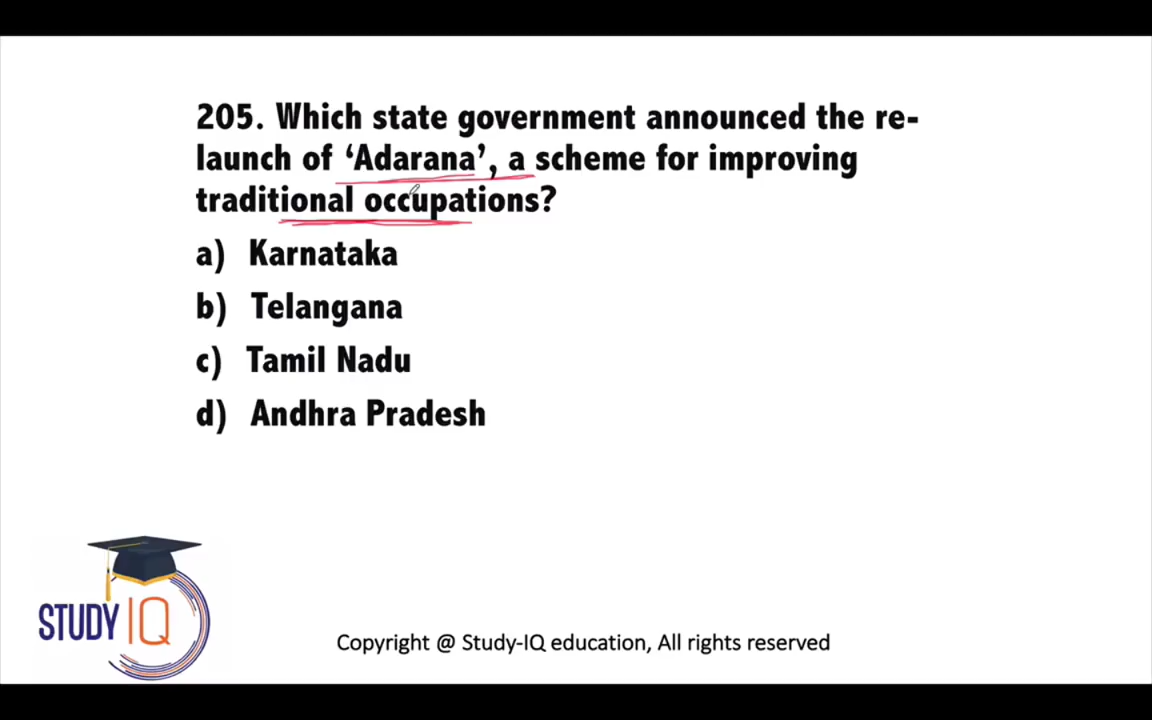 205. Which state government announced the re-
launch of ‘Adarana’, a scheme for improving
traditional occupations?
a) Karnataka
b) Telangana
c) Tamil Nadu
d) Andhra Pradesh
STUDY IQ
Copyright @ Study-IQ education, All rights reserved